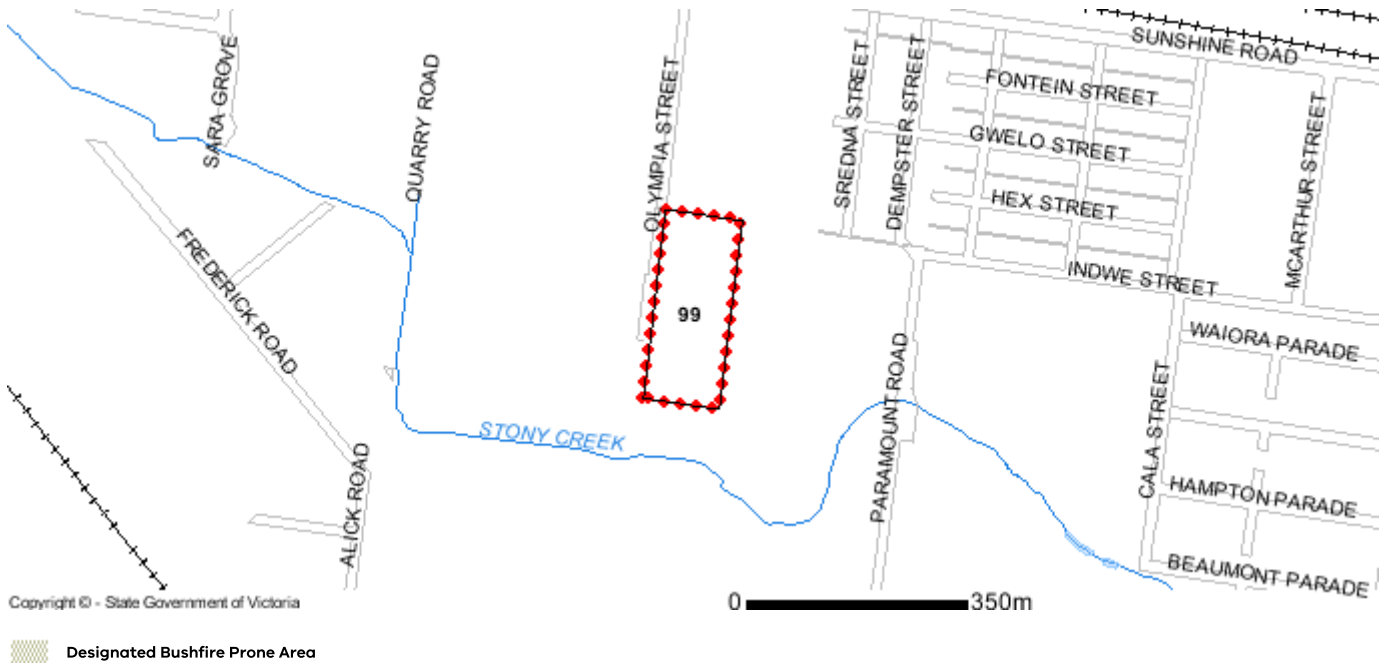 SUNSHINE ROAD
SARA GROVE
QUARRY ROAD
OLYMPIA STREET
SREDNA STREET
DEMPSTER STREET
FONTEIN STREET
GWELO STREET
HEX STREET
MCARTHUR STREET
INDWE STREET
FREDERICK ROAD
99
WAIORA PARADE
PARAMOUNT ROAD
CALA STREET
STONY CREEK
ALICK ROAD
HAMPTON PARADE
BEAUMONT PARADE
Copyright © - State Government of Victoria
0 350m
Designated Bushfire Prone Area